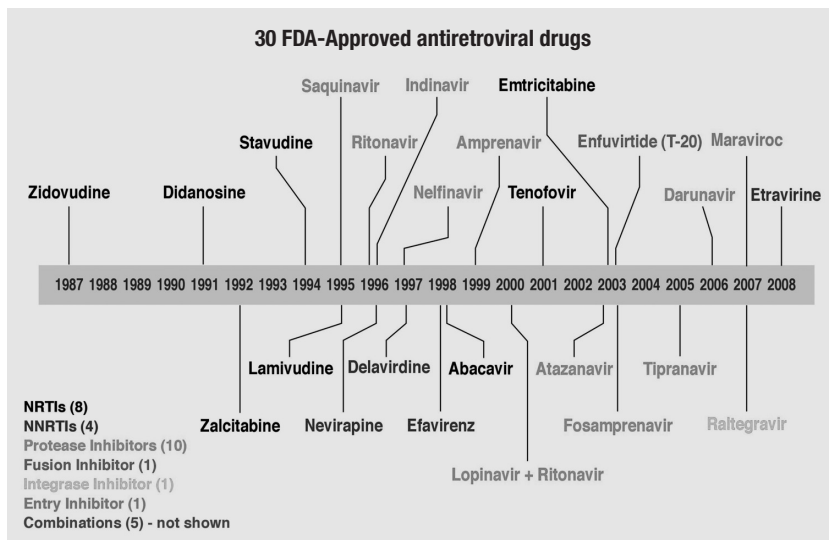 30 FDA-Approved antiretroviral drugs
Saquinavir Indinavir Emtricitabine
Stavudine Ritonavir Amprenavir Enfuvirtide (T-20) Maraviroc
Zidovudine Didanosine Nelfinavir Tenofovir Darunavir Etravirine
1987 1988 1989 1990 1991 1992 1993 1994 1995 1996 1997 1998 1999 2000 2001 2002 2003 2004 2005 2006 2007 2008
Lamivudine Delavirdine Abacavir Atazanavir Tipranavir
Zalcitabine Nevirapine Efavirenz Fosamprenavir Raltegravir
Lopinavir + Ritonavir
NRTIs (8)
NNRTIs (4)
Protease Inhibitors (10)
Fusion Inhibitor (1)
Integrase Inhibitor (1)
Entry Inhibitor (1)
Combinations (5) - not shown